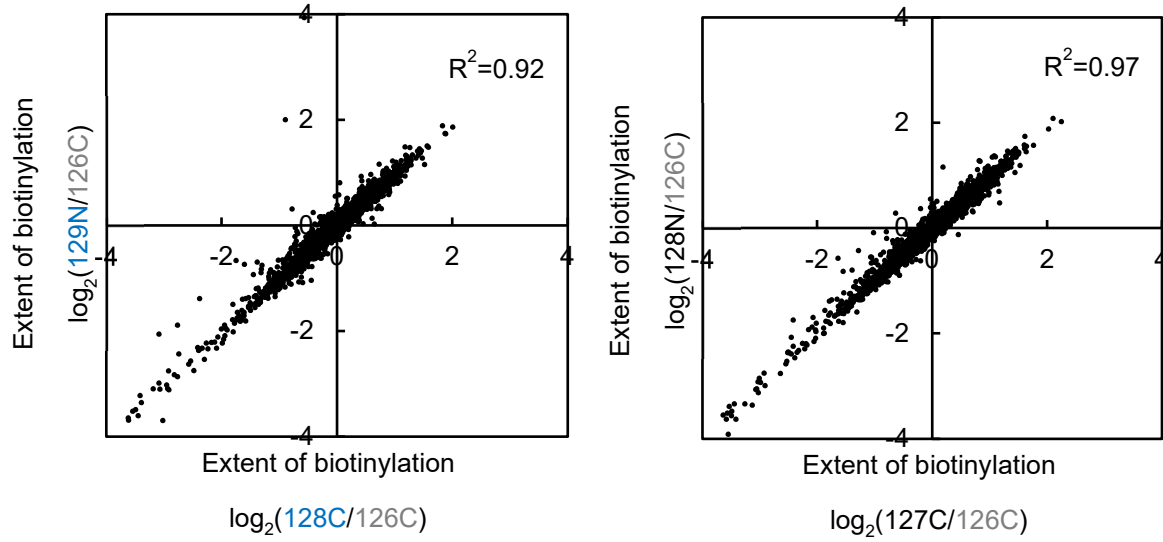 4
R²=0.92
2
0
-4
-2
0
2
4
-2
-4
Extent of biotinylation
log₂(129N/126C)
Extent of biotinylation
log₂(128C/126C)
4
R²=0.97
2
0
-4
-2
0
2
4
-2
-4
Extent of biotinylation
log₂(128N/126C)
Extent of biotinylation
log₂(127C/126C)